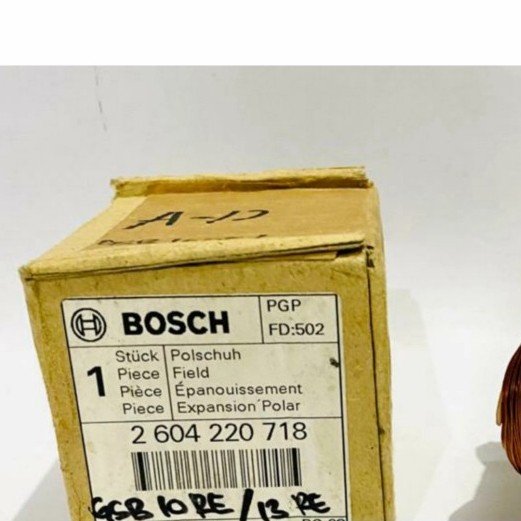 A-12
BOSCH
PGP
FD:502
1
Stück Polschuh
Piece Field
Pièce Épanouissement
Piece Expansion Polar
2 604 220 718
GSB 10 RE/13 RE